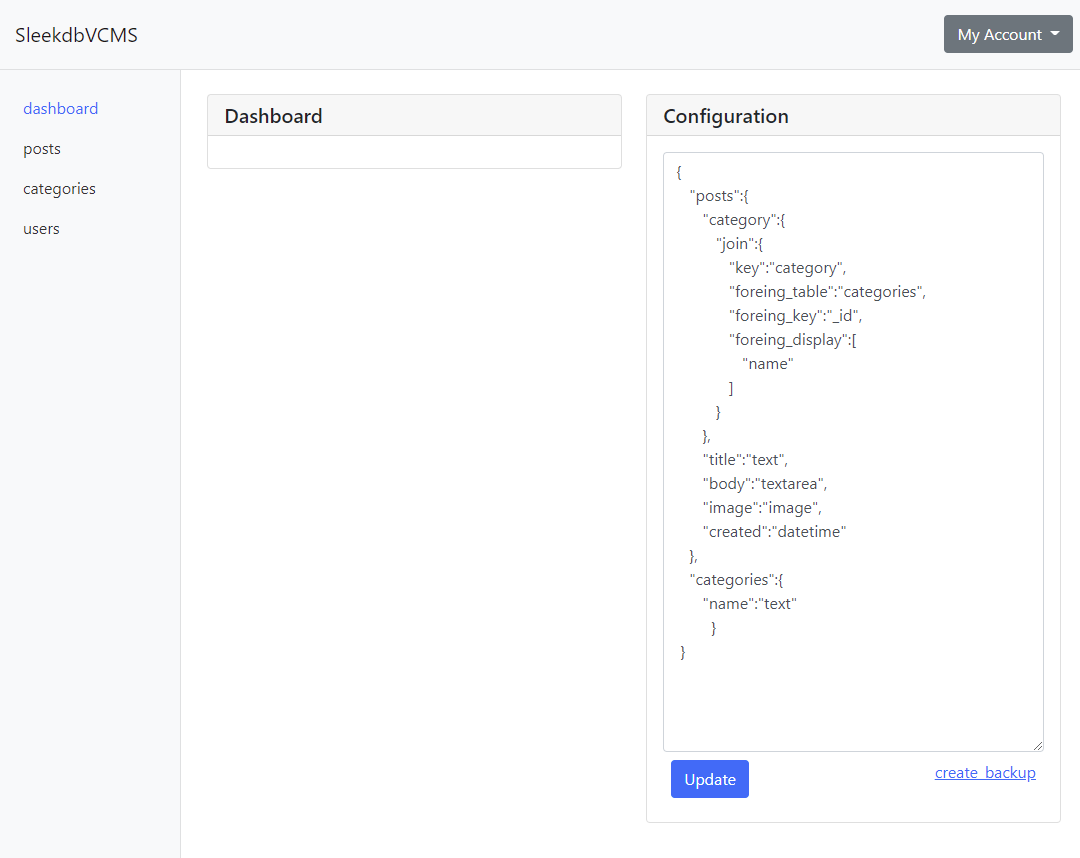 SleekdbVCMS
My Account
dashboard
posts
categories
users
Dashboard
Configuration
{
"posts":{
"category":{
"join":{
"key":"category",
"foreing_table":"categories",
"foreing_key":"_id",
"foreing_display":[
"name"
]
}
},
"title":"text",
"body":"textarea",
"image":"image",
"created":"datetime"
},
"categories":{
"name":"text"
}
}
Update
create_backup